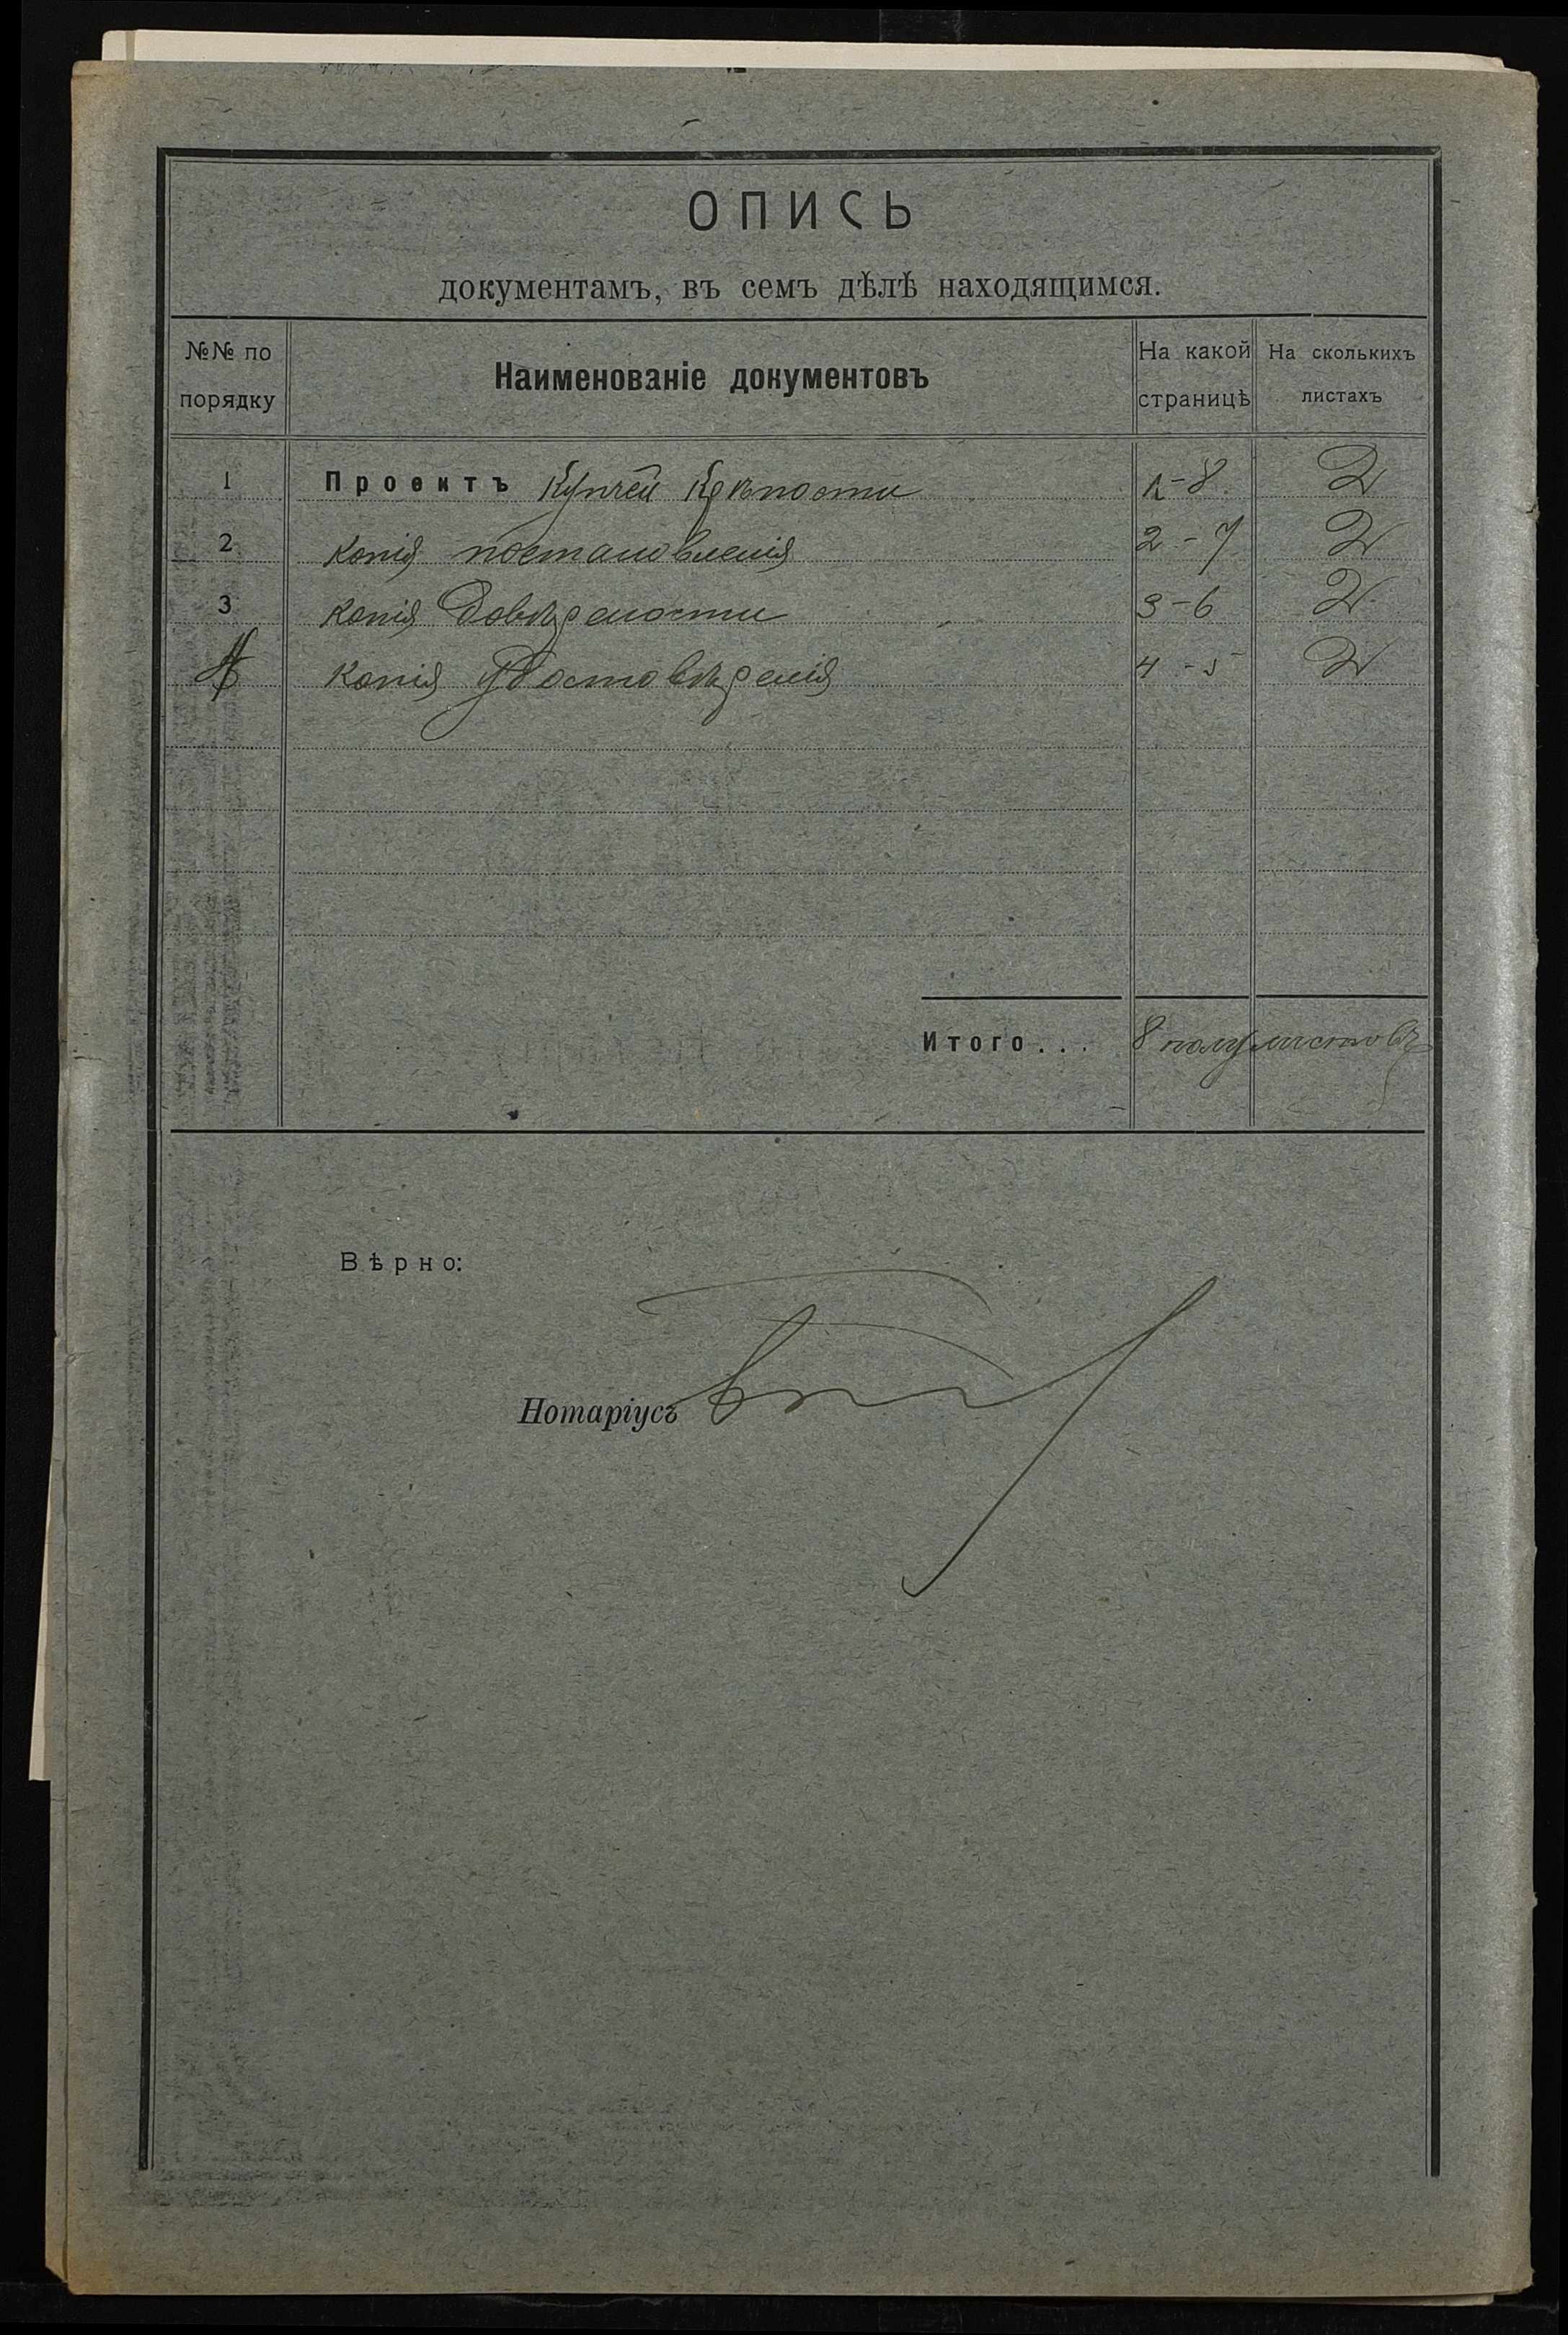 ОПИСЬ
документамъ, въ семъ дѣлѣ находящимся.
№№ по порядку Наименованіе документовъ На какой страницѣ На сколькихъ листахъ
1 Проектъ Купчей Крѣпости 1-8 2
2 копія постановленія 2-7 2
3 копія Довѣрености 3-6 2
4 копія Удостовѣренія 4-5 2
Итого... 8 полулистовъ
Вѣрно:
Нотаріусъ